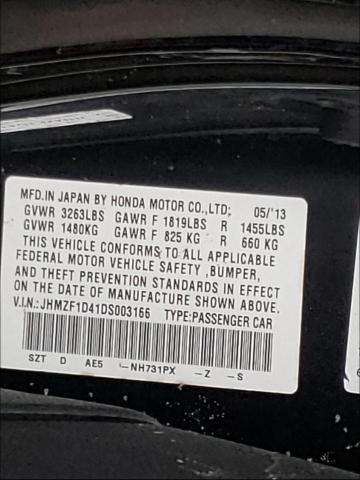 MFD.IN JAPAN BY HONDA MOTOR CO.,LTD; 05/'13
GVWR 3263LBS GAWR F 1819LBS R 1455LBS
GVWR 1480KG GAWR F 825 KG R 660 KG
THIS VEHICLE CONFORMS TO ALL APPLICABLE
FEDERAL MOTOR VEHICLE SAFETY ,BUMPER,
AND THEFT PREVENTION STANDARDS IN EFFECT
ON THE DATE OF MANUFACTURE SHOWN ABOVE.
V.I.N.:JHMZF1D41DS003166 TYPE:PASSENGER CAR
SZT D AE5 -NH731PX -Z -S